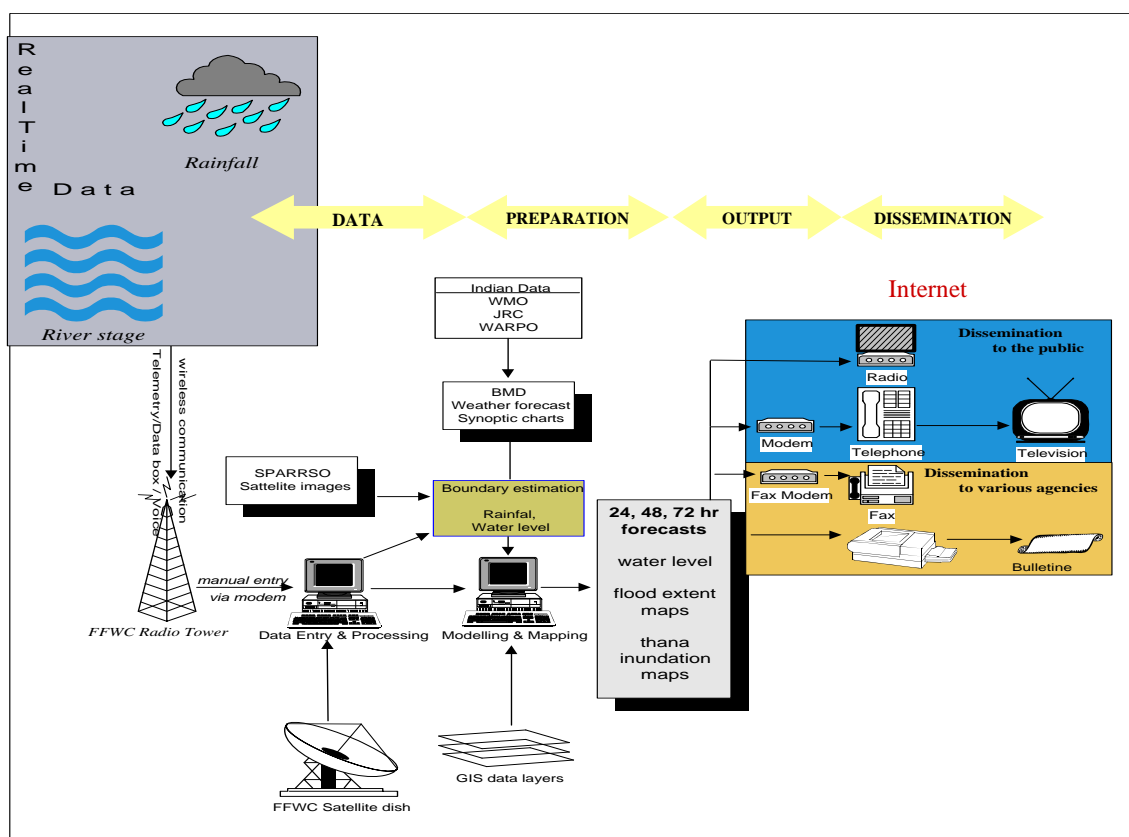 RealTime
Data
Rainfall
River stage
DATA
PREPARATION
OUTPUT
DISSEMINATION
Indian Data
WMO
JRC
WARPO
Internet
Dissemination
to the public
Radio
BMD
Weather forecast
Synoptic charts
Modem
Telephone
Television
wireless communication
Telemetry/Data box / Voice
SPARRSO
Sattelite images
Boundary estimation
Rainfal,
Water level
Fax Modem
Fax
Dissemination
to various agencies
24, 48, 72 hr
forecasts
water level
flood extent
maps
thana
inundation
maps
Bulletine
manual entry
via modem
FFWC Radio Tower
Data Entry & Processing
Modelling & Mapping
FFWC Satellite dish
GIS data layers